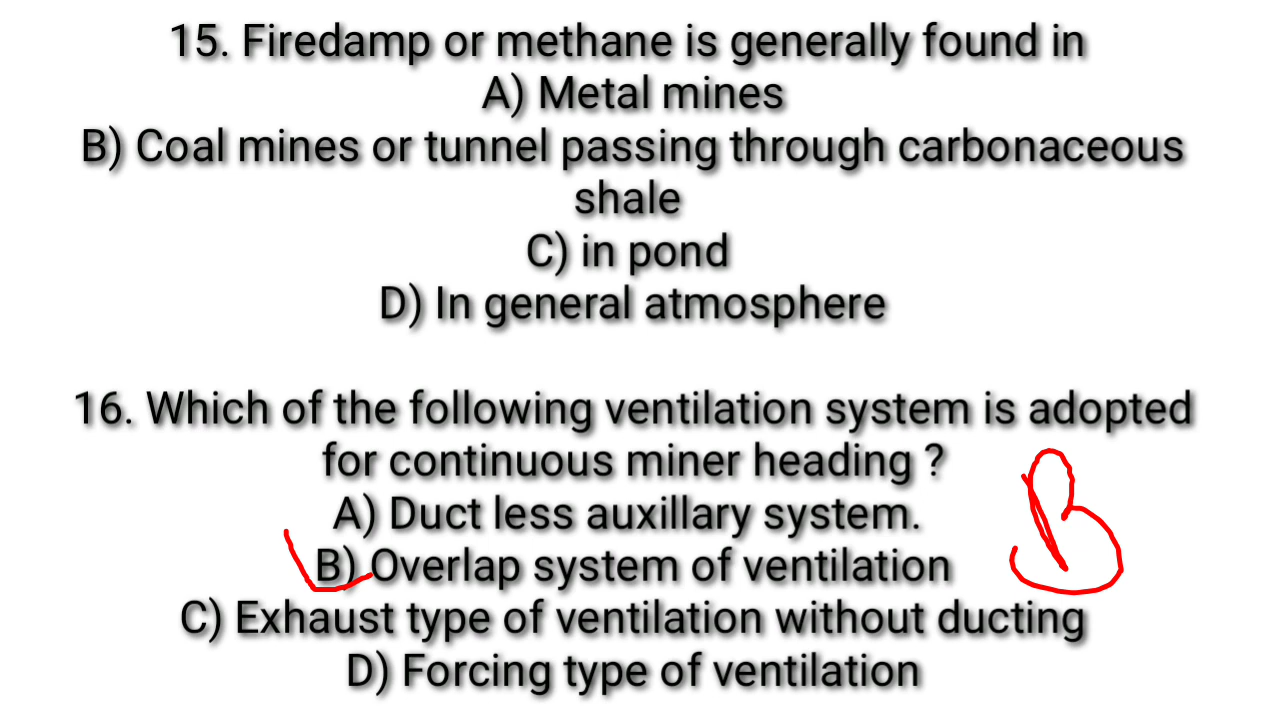 15. Firedamp or methane is generally found in
A) Metal mines
B) Coal mines or tunnel passing through carbonaceous
shale
C) in pond
D) In general atmosphere
16. Which of the following ventilation system is adopted
for continuous miner heading ?
A) Duct less auxillary system.
B) Overlap system of ventilation
B
C) Exhaust type of ventilation without ducting
D) Forcing type of ventilation